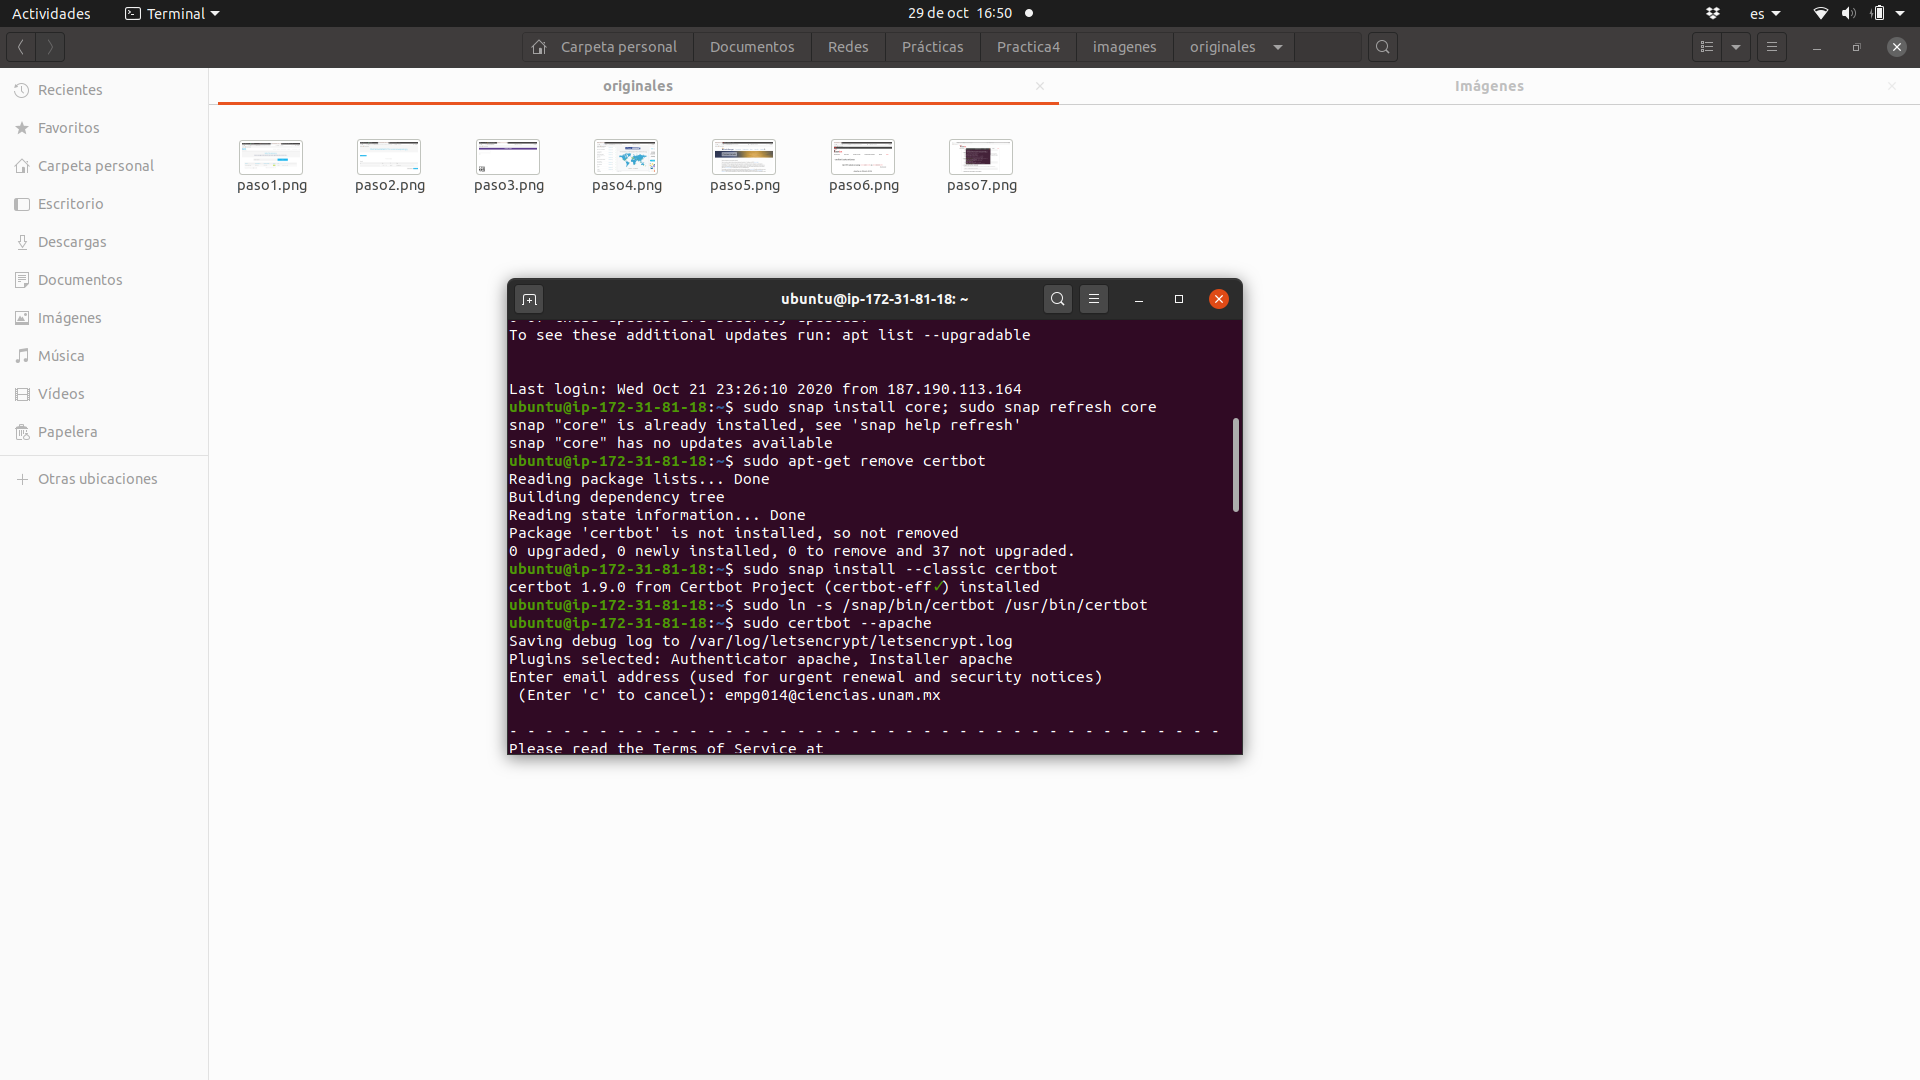 Actividades
Terminal
29 de oct 16:50
es
Carpeta personal
Documentos
Redes
Prácticas
Practica4
imagenes
originales
Recientes
Favoritos
Carpeta personal
Escritorio
Descargas
Documentos
Imágenes
Música
Vídeos
Papelera
+ Otras ubicaciones
originales
Imágenes
paso1.png
paso2.png
paso3.png
paso4.png
paso5.png
paso6.png
paso7.png
ubuntu@ip-172-31-81-18: ~
To see these additional updates run: apt list --upgradable
Last login: Wed Oct 21 23:26:10 2020 from 187.190.113.164
ubuntu@ip-172-31-81-18:~$ sudo snap install core; sudo snap refresh core
snap "core" is already installed, see 'snap help refresh'
snap "core" has no updates available
ubuntu@ip-172-31-81-18:~$ sudo apt-get remove certbot
Reading package lists... Done
Building dependency tree
Reading state information... Done
Package 'certbot' is not installed, so not removed
0 upgraded, 0 newly installed, 0 to remove and 37 not upgraded.
ubuntu@ip-172-31-81-18:~$ sudo snap install --classic certbot
certbot 1.9.0 from Certbot Project (certbot-eff✓) installed
ubuntu@ip-172-31-81-18:~$ sudo ln -s /snap/bin/certbot /usr/bin/certbot
ubuntu@ip-172-31-81-18:~$ sudo certbot --apache
Saving debug log to /var/log/letsencrypt/letsencrypt.log
Plugins selected: Authenticator apache, Installer apache
Enter email address (used for urgent renewal and security notices)
(Enter 'c' to cancel): empg014@ciencias.unam.mx
- - - - - - - - - - - - - - - - - - - - - - - - - - - - - - - - - - - - - - - -
Please read the Terms of Service at